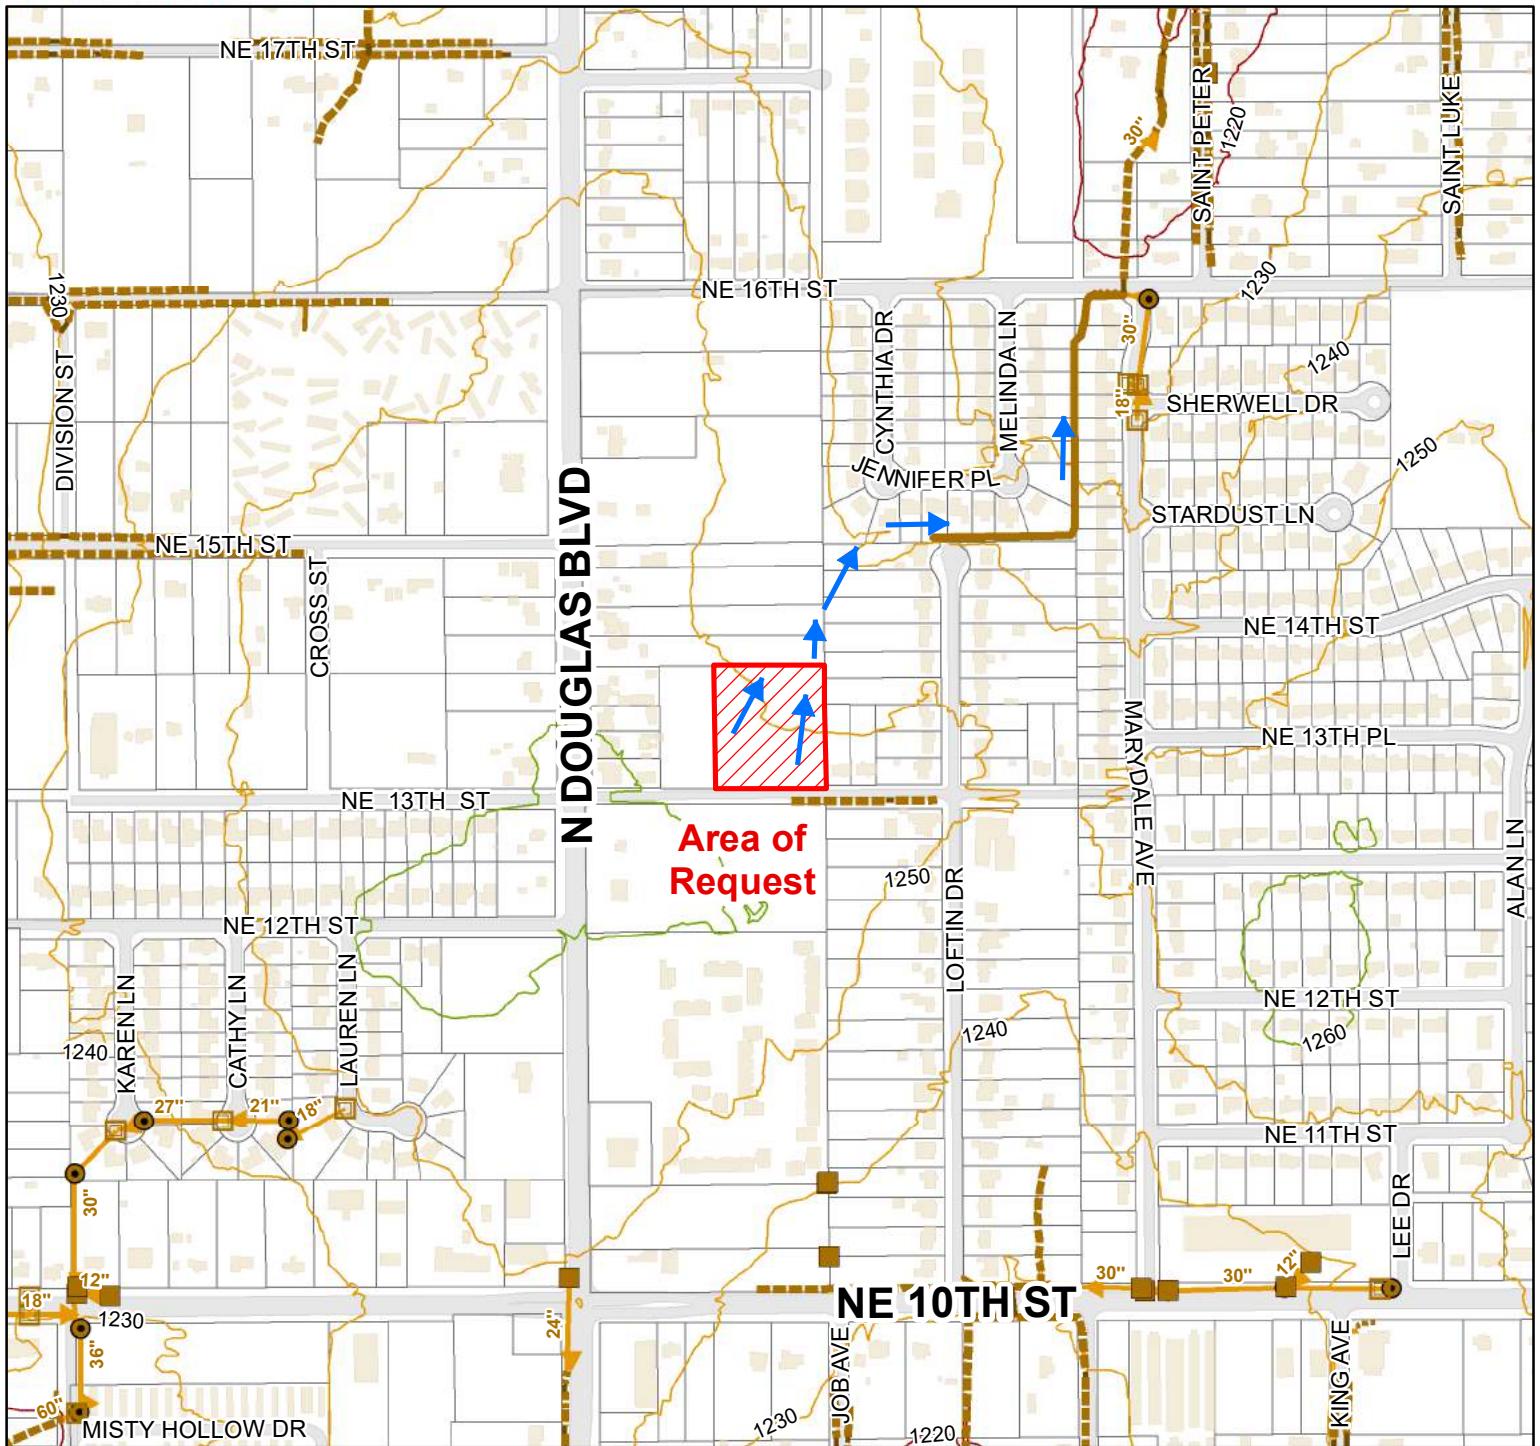 NE 17TH ST
SAINT PETER
1220
SAINT LUKE
30"
1230
NE 16TH ST
1230
DIVISION ST
CYNTHIA DR
MELINDA LN
30"
18"
1240
SHERWELL DR
JENNIFER PL
1250
STARDUST LN
NE 15TH ST
CROSS ST
N DOUGLAS BLVD
NE 14TH ST
MARYDALE AVE
NE 13TH PL
NE 13TH ST
Area of
Request
1250
LOFTIN DR
ALAN LN
NE 12TH ST
KAREN LN
CATHY LN
LAUREN LN
1240
1240
NE 12TH ST
1260
27"
21"
18"
NE 11TH ST
30"
LEE DR
12"
18"
1230
24"
NE 10TH ST
30"
30"
12"
36"
60"
MISTY HOLLOW DR
1230
JOB AVE
1220
KING AVE